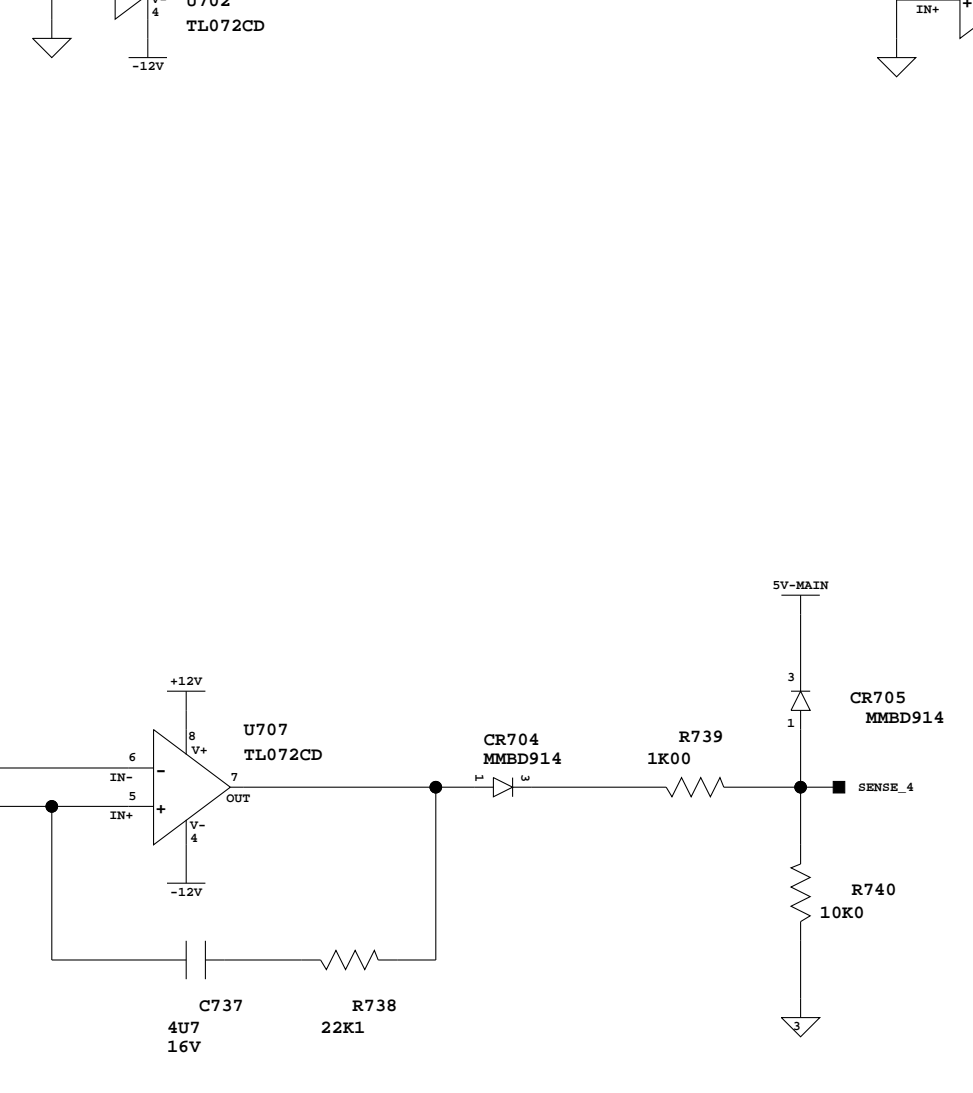 U702
V-
4
TL072CD
IN+
+
-12V
5V-MAIN
+12V
3
CR705
MMBD914
8
V+
U707
TL072CD
1
CR704
MMBD914
R739
1K00
6
IN-
-
5
IN+
+
7
OUT
1
3
SENSE_4
V-
4
-12V
R740
10K0
C737
4U7
16V
R738
22K1
3